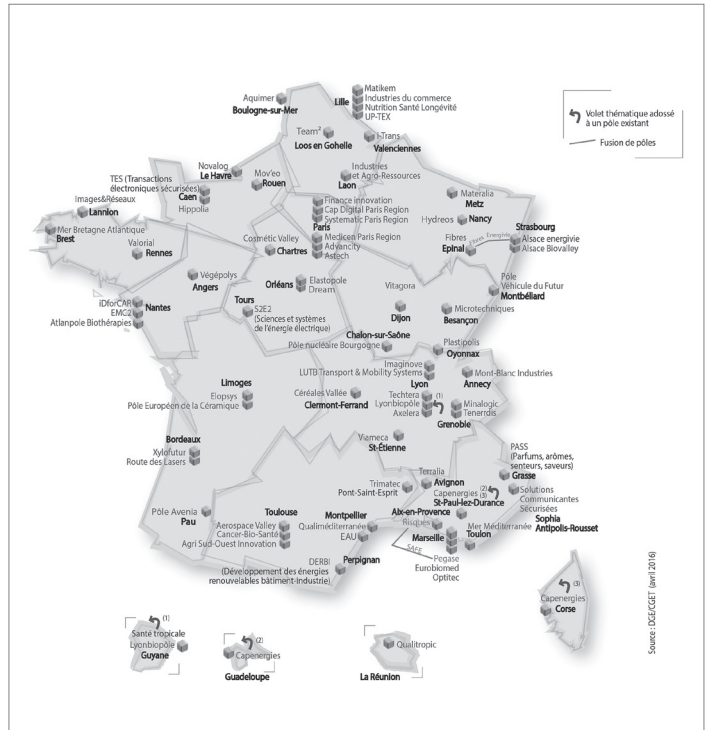 Matikem
Industries du commerce
Nutrition Santé Longévité
UP-TEX
Lille
Aquimer
Boulogne-sur-Mer
Volet thématique adossé
à un pôle existant
Fusion de pôles
Team²
Loos en Gohelle
I-Trans
Valenciennes
Novalog
Le Havre
Mov'eo
Rouen
Industries
et Agro-Ressources
Laon
TES (Transactions
électroniques sécurisées)
Caen
Hippolia
Images&Réseaux
Lannion
Finance innovation
Cap Digital Paris Region
Systematic Paris Region
Paris
Medicen Paris Region
Advancity
Astech
Materalia
Metz
Hydreos
Nancy
Strasbourg
Alsace energivie
Alsace Biovalley
Fibres
Epinal
Fibres Energivie
Mer Bretagne Atlantique
Brest
Valorial
Rennes
Cosmetic Valley
Chartres
Végépolys
Angers
Orléans
Elastopole
Dream
Vitagora
Dijon
Pôle
Véhicule du Futur
Montbéliard
iDforCAR
EMC2
Atlanpole Biothérapies
Nantes
Tours
S2E2
(Sciences et systèmes
de l'énergie électrique)
Microtechniques
Besançon
Chalon-sur-Saône
Pôle nucléaire Bourgogne
Plastipolis
Oyonnax
Imaginove
LUTB Transport & Mobility Systems
Lyon
Mont-Blanc Industries
Annecy
Limoges
Elopsys
Pôle Européen de la Céramique
Céréales Vallée
Clermont-Ferrand
Techtera
Lyonbiopôle
Axelera
(1)
Minalogic
Tenerrdis
Grenoble
Viameca
St-Étienne
Bordeaux
Xylofutur
Route des Lasers
PASS
(Parfums, arômes,
senteurs, saveurs)
Grasse
Terralia
Avignon
Trimatec
Pont-Saint-Esprit
Capenergies
(2)
(3)
St-Paul-lez-Durance
Solutions
Communicantes
Sécurisées
Sophia
Antipolis-Rousset
Pôle Avenia
Pau
Toulouse
Aerospace Valley
Cancer-Bio-Santé
Agri Sud-Ouest Innovation
Montpellier
Qualiméditerranée
EAU
Aix-en-Provence
Risques
Marseille
SAFE
Pegase
Eurobiomed
Optitec
Mer Méditerranée
Toulon
DERBI
(Développement des énergies
renouvelables bâtiment-industrie)
Perpignan
(3)
Capenergies
Corse
Source : DGE/CGET (avril 2016)
(1)
Santé tropicale
Lyonbiopôle
Guyane
(2)
Capenergies
Guadeloupe
Qualitropic
La Réunion